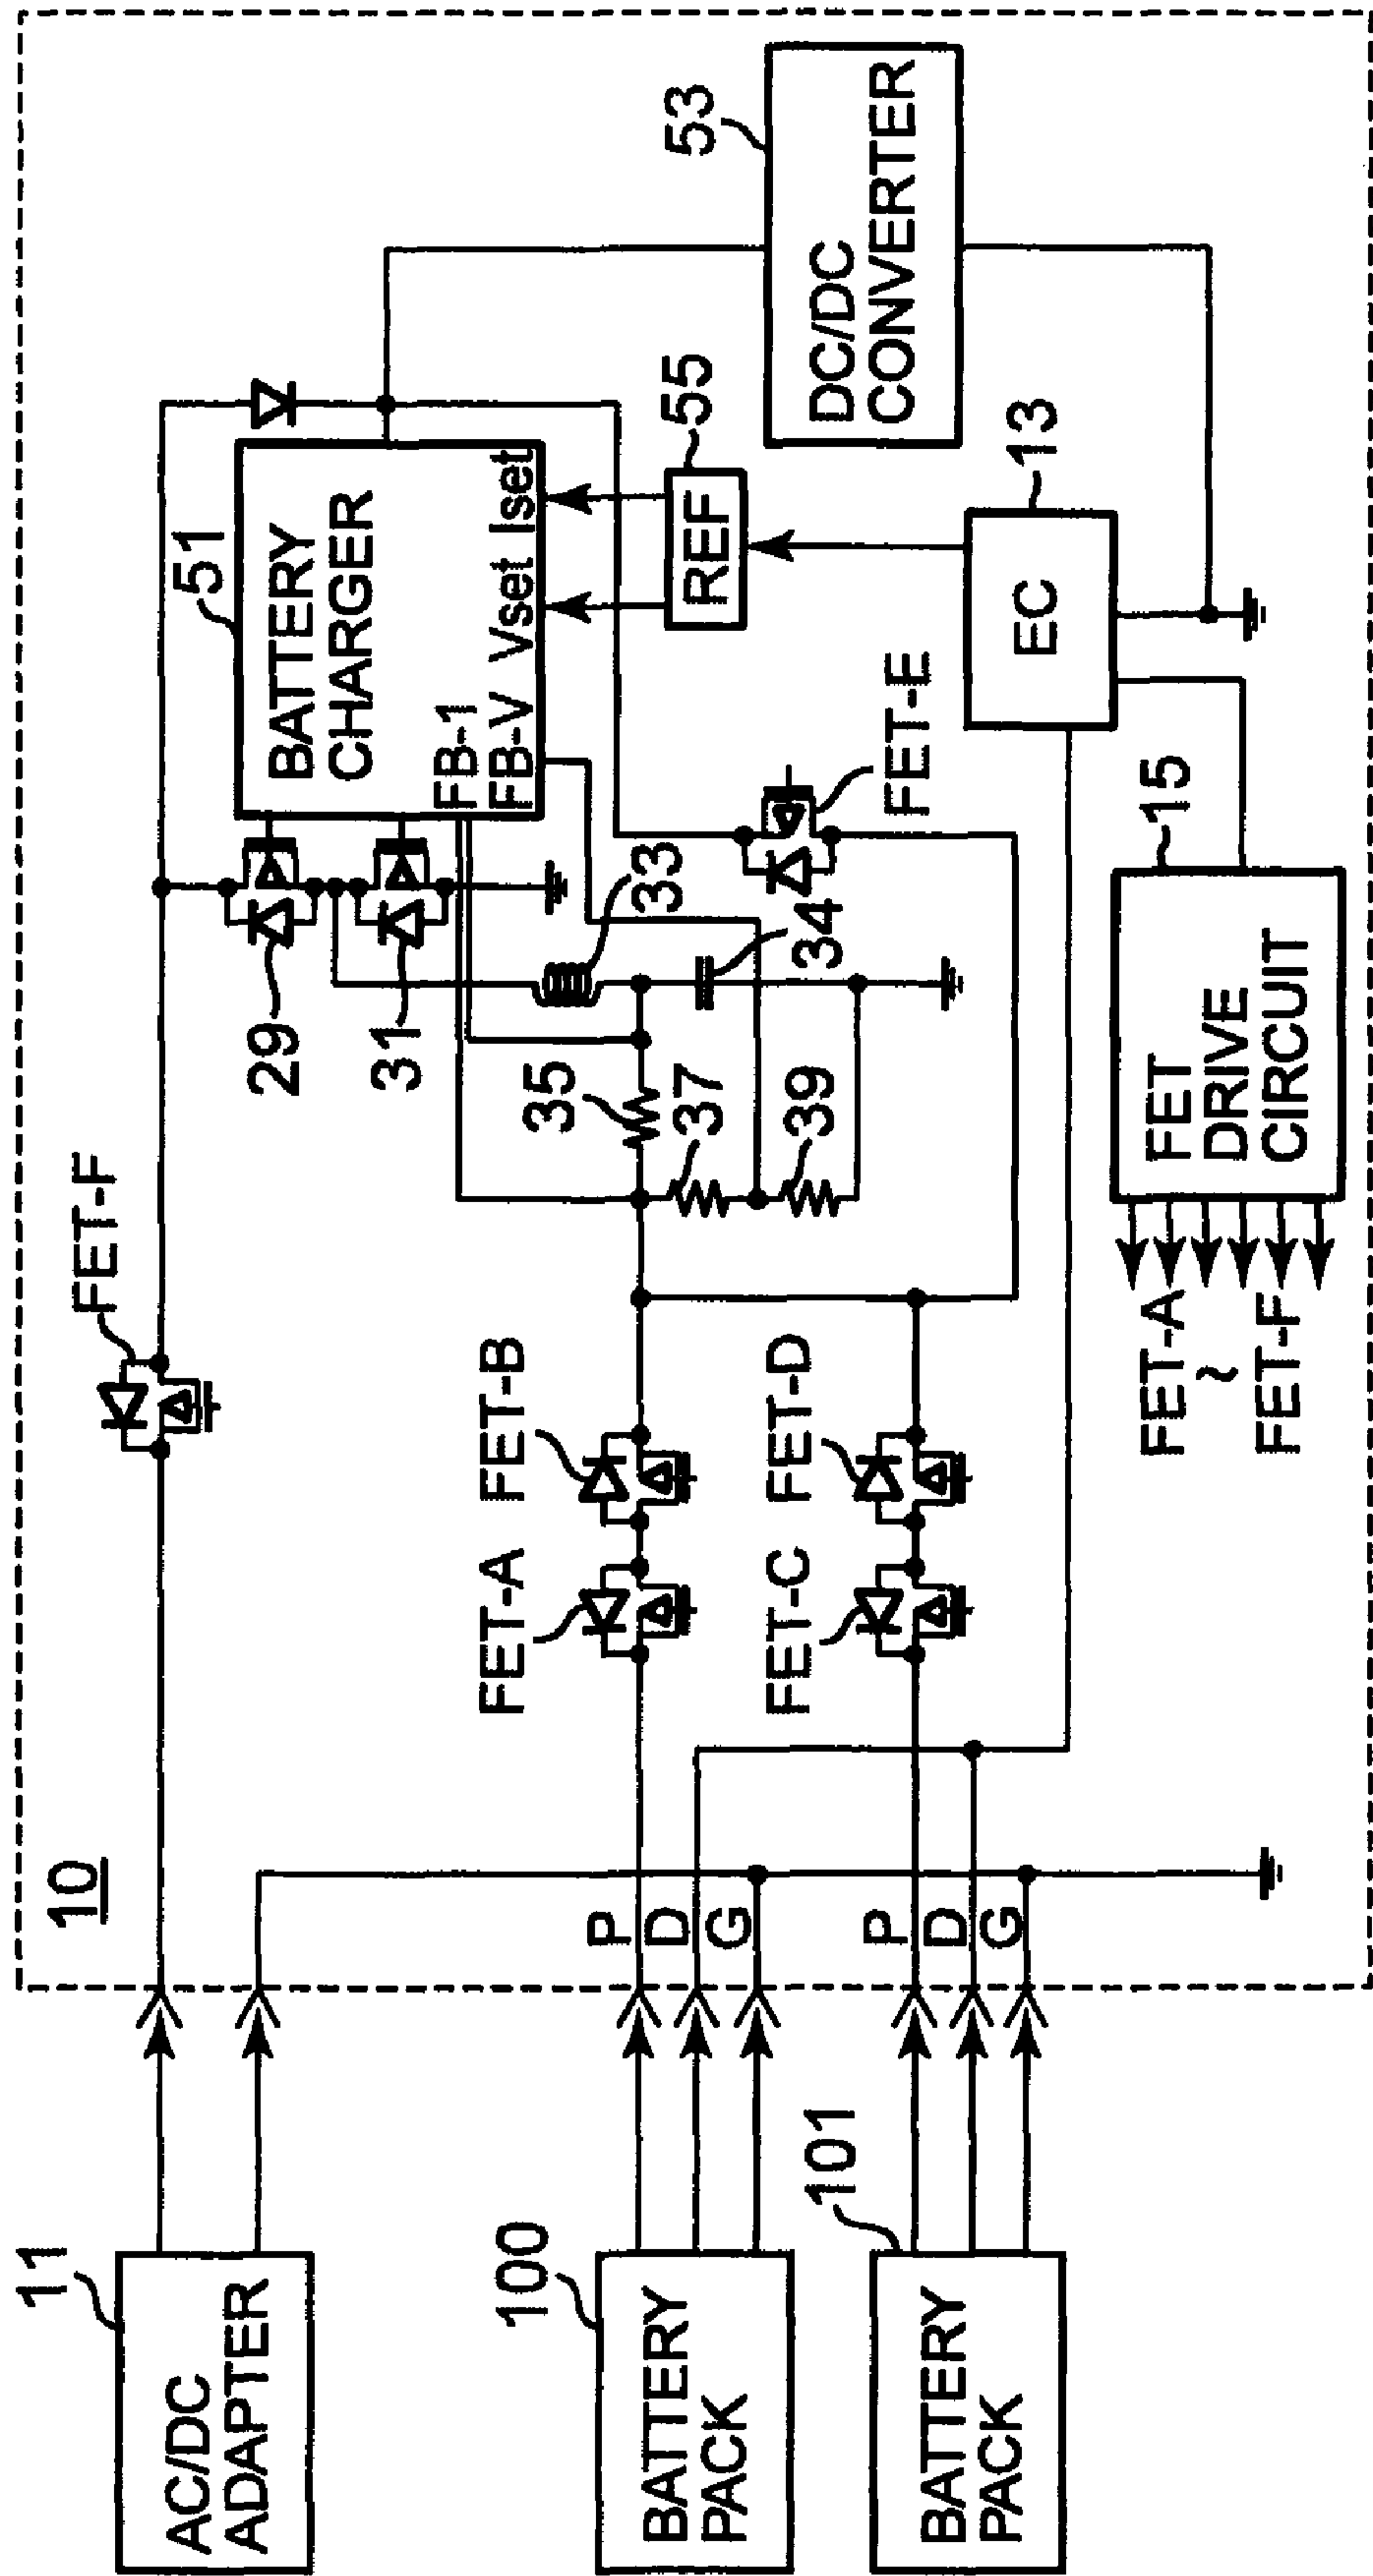 10
11
AC/DC
ADAPTER
100
BATTERY
PACK
101
BATTERY
PACK
P
D
G
P
D
G
FET-F
FET-A
FET-B
FET-C
FET-D
29
31
33
34
35
37
39
51
BATTERY
CHARGER
FB-1
FB-V Vset Iset
FET-E
REF
55
53
DC/DC
CONVERTER
EC
13
15
FET
DRIVE
CIRCUIT
FET-A
~
FET-F